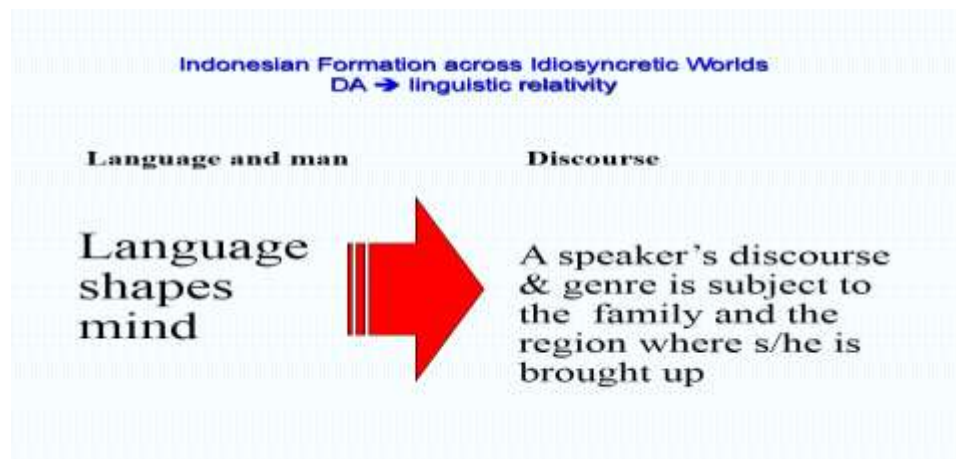 Indonesian Formation across Idiosyncretic Worlds
DA ➔ linguistic relativity
Language and man
Discourse
Language
shapes
mind
A speaker's discourse
& genre is subject to
the family and the
region where s/he is
brought up